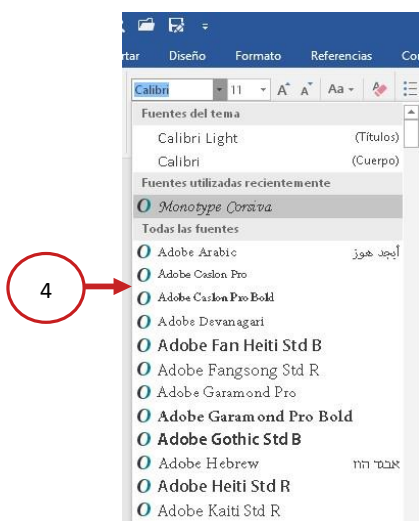 rtar Diseño Formato Referencias Co
Calibri 11 A A Aa
Fuentes del tema
Calibri Light (Títulos)
Calibri (Cuerpo)
Fuentes utilizadas recientemente
O Monotype Corsiva
Todas las fuentes
O Adobe Arabic أبجد هوز
O Adobe Caslon Pro
O Adobe Caslon Pro Bold
O Adobe Devanagari
4
O Adobe Fan Heiti Std B
O Adobe Fangsong Std R
O Adobe Garamond Pro
O Adobe Garamond Pro Bold
O Adobe Gothic Std B
O Adobe Hebrew אבגד הוז
O Adobe Heiti Std R
O Adobe Kaiti Std R